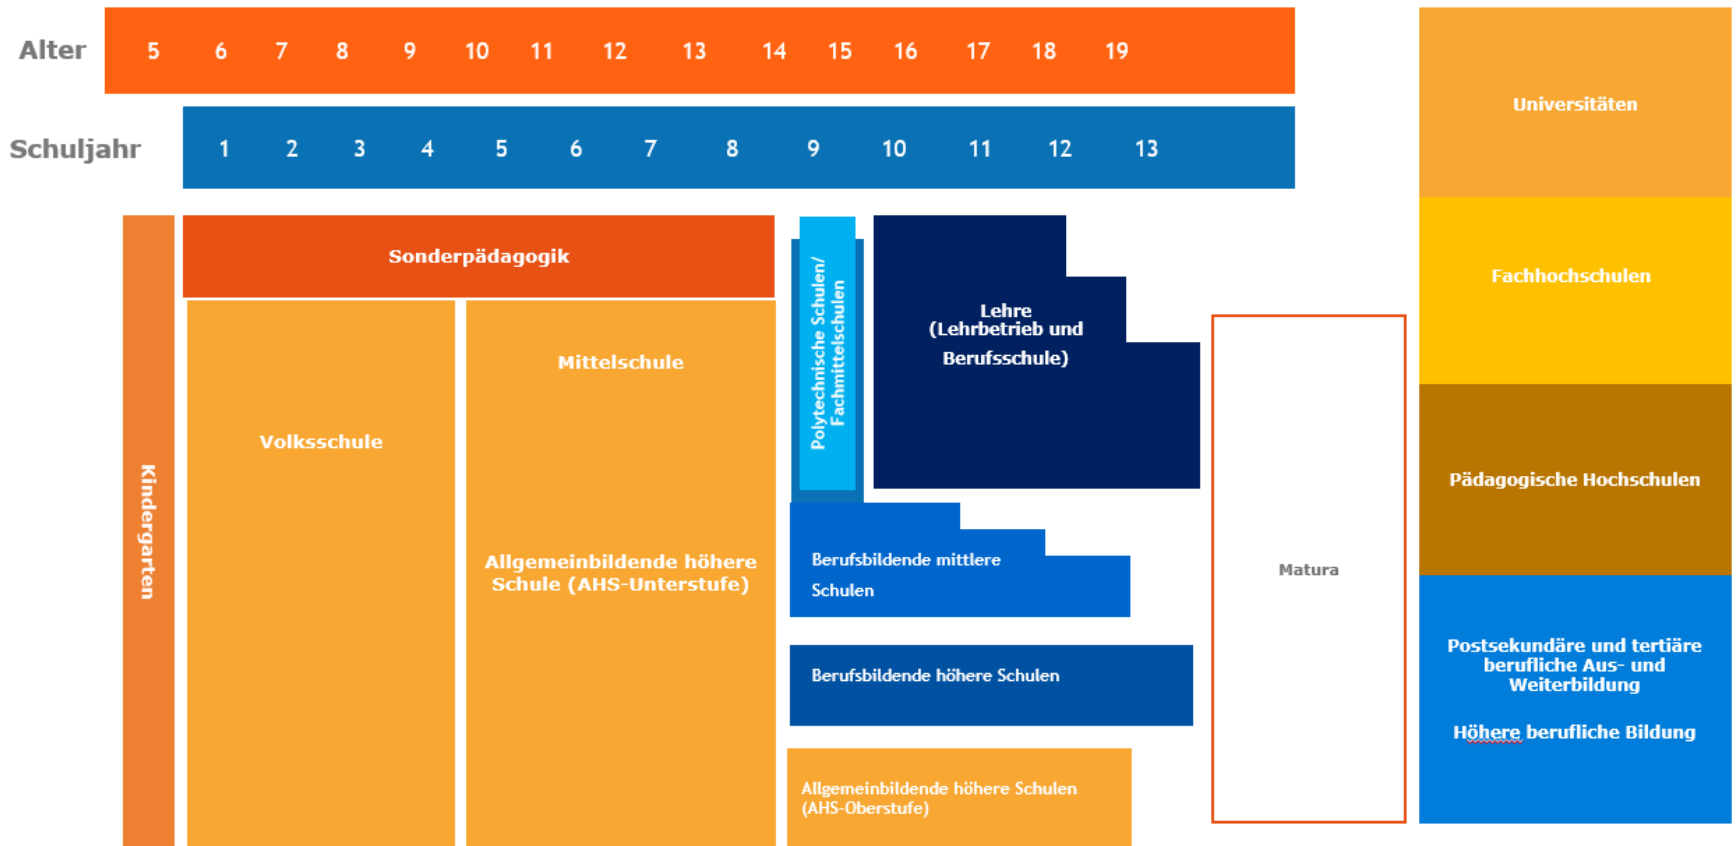 Alter 5 6 7 8 9 10 11 12 13 14 15 16 17 18 19
Schuljahr 1 2 3 4 5 6 7 8 9 10 11 12 13
Kindergarten
Sonderpädagogik
Volksschule
Mittelschule
Allgemeinbildende höhere
Schule (AHS-Unterstufe)
Polytechnische Schulen/
Fachmittelschulen
Lehre
(Lehrbetrieb und
Berufsschule)
Berufsbildende mittlere
Schulen
Berufsbildende höhere Schulen
Allgemeinbildende höhere Schulen
(AHS-Oberstufe)
Matura
Universitäten
Fachhochschulen
Pädagogische Hochschulen
Postsekundäre und tertiäre
berufliche Aus- und
Weiterbildung
Höhere berufliche Bildung